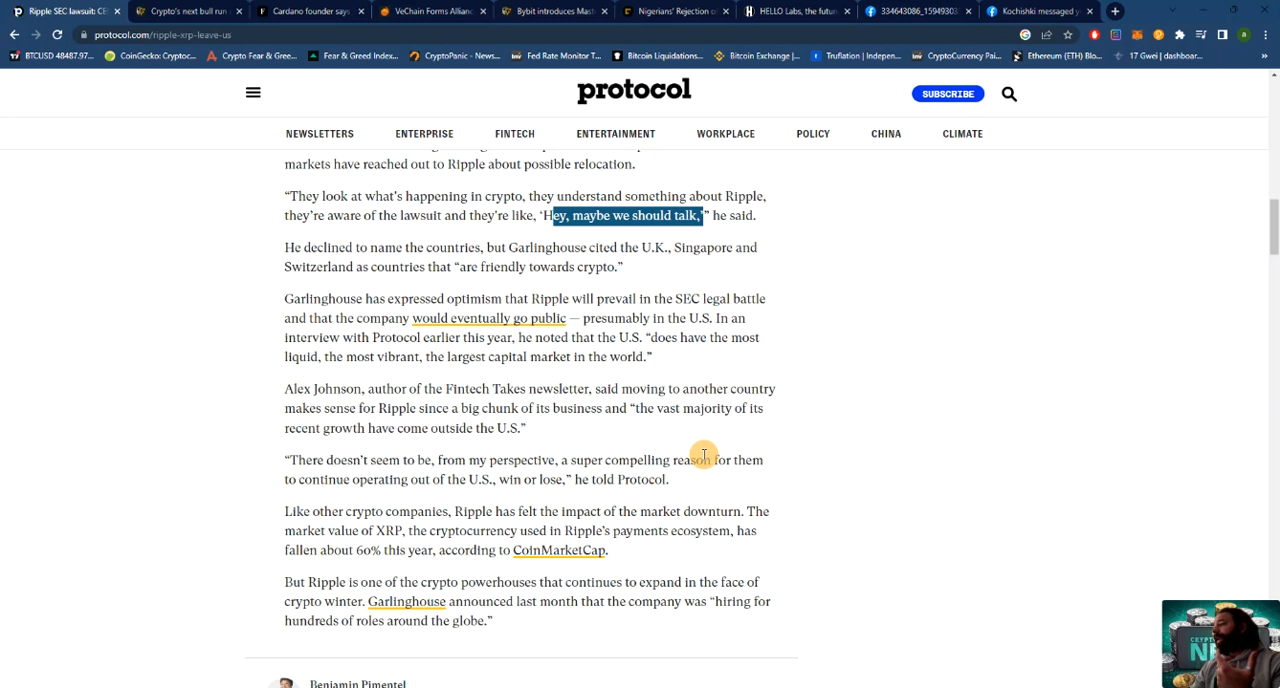 Ripple SEC lawsuit: CE
Crypto's next bull run
Cardano founder says
VeChain Forms Allianc
Bybit introduces Mast
Nigerians' Rejection o
HELLO Labs, the futur
334643086_15949303
Kochishki messaged y
protocol.com/ripple-xrp-leave-us
BTCUSD 48487.97...
CoinGecko: Cryptoc...
Crypto Fear & Gree...
Fear & Greed Index...
CryptoPanic - News...
Fed Rate Monitor T...
Bitcoin Liquidations...
Bitcoin Exchange |...
Truflation | Indepen...
CryptoCurrency Pai...
Ethereum (ETH) Blo...
17 Gwei | dashboar...
protocol
SUBSCRIBE
NEWSLETTERS ENTERPRISE FINTECH ENTERTAINMENT WORKPLACE POLICY CHINA CLIMATE
markets have reached out to Ripple about possible relocation.
“They look at what's happening in crypto, they understand something about Ripple,
they're aware of the lawsuit and they're like, ‘Hey, maybe we should talk,’” he said.
He declined to name the countries, but Garlinghouse cited the U.K., Singapore and
Switzerland as countries that “are friendly towards crypto.”
Garlinghouse has expressed optimism that Ripple will prevail in the SEC legal battle
and that the company would eventually go public — presumably in the U.S. In an
interview with Protocol earlier this year, he noted that the U.S. “does have the most
liquid, the most vibrant, the largest capital market in the world.”
Alex Johnson, author of the Fintech Takes newsletter, said moving to another country
makes sense for Ripple since a big chunk of its business and “the vast majority of its
recent growth have come outside the U.S.”
“There doesn't seem to be, from my perspective, a super compelling reason for them
to continue operating out of the U.S., win or lose,” he told Protocol.
Like other crypto companies, Ripple has felt the impact of the market downturn. The
market value of XRP, the cryptocurrency used in Ripple's payments ecosystem, has
fallen about 60% this year, according to CoinMarketCap.
But Ripple is one of the crypto powerhouses that continues to expand in the face of
crypto winter. Garlinghouse announced last month that the company was “hiring for
hundreds of roles around the globe.”
Benjamin Pimentel